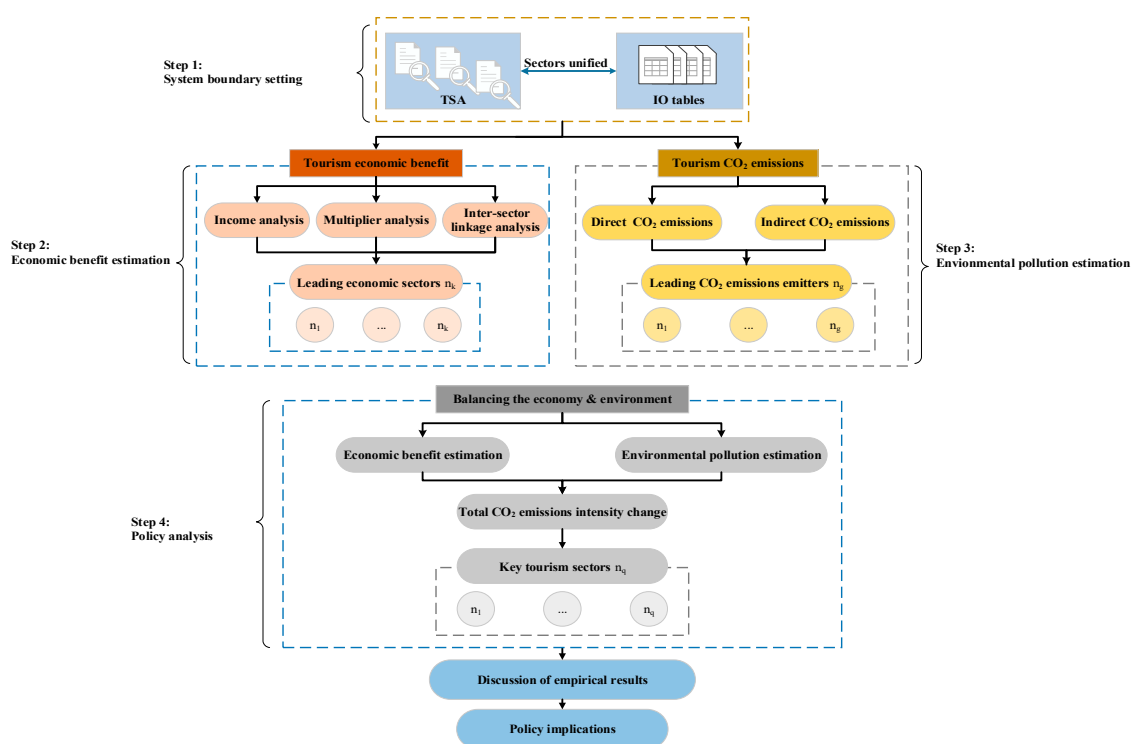 Step 1:
System boundary setting
Sectors unified
TSA
IO tables
Tourism economic benefit
Tourism CO₂ emissions
Income analysis
Multiplier analysis
Inter-sector
linkage analysis
Direct CO₂ emissions
Indirect CO₂ emissions
Step 2:
Economic benefit estimation
Step 3:
Envionmental pollution estimation
Leading economic sectors nₖ
Leading CO₂ emissions emitters n_g
n₁
...
nₖ
n₁
...
n_g
Balancing the economy & environment
Economic benefit estimation
Environmental pollution estimation
Total CO₂ emissions intensity change
Step 4:
Policy analysis
Key tourism sectors n_q
n₁
...
n_q
Discussion of empirical results
Policy implications